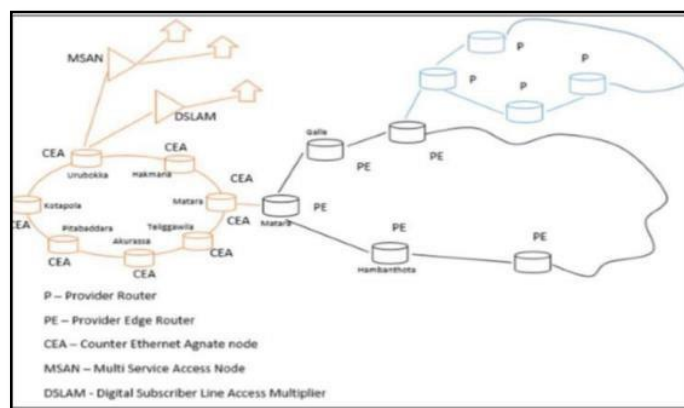 MSAN
P
P
P
P
DSLAM
CEA
CEA
Galle
Urubokka
Hakmana
PE
PE
CEA
Kotapola
Matara
PE
CEA
CEA
Matara
Pitabaddara
Teliggawila
CEA
Akurassa
CEA
CEA
PE
PE
Hambanthota
CEA
P – Provider Router
PE – Provider Edge Router
CEA – Counter Ethernet Agnate node
MSAN – Multi Service Access Node
DSLAM - Digital Subscriber Line Access Multiplier